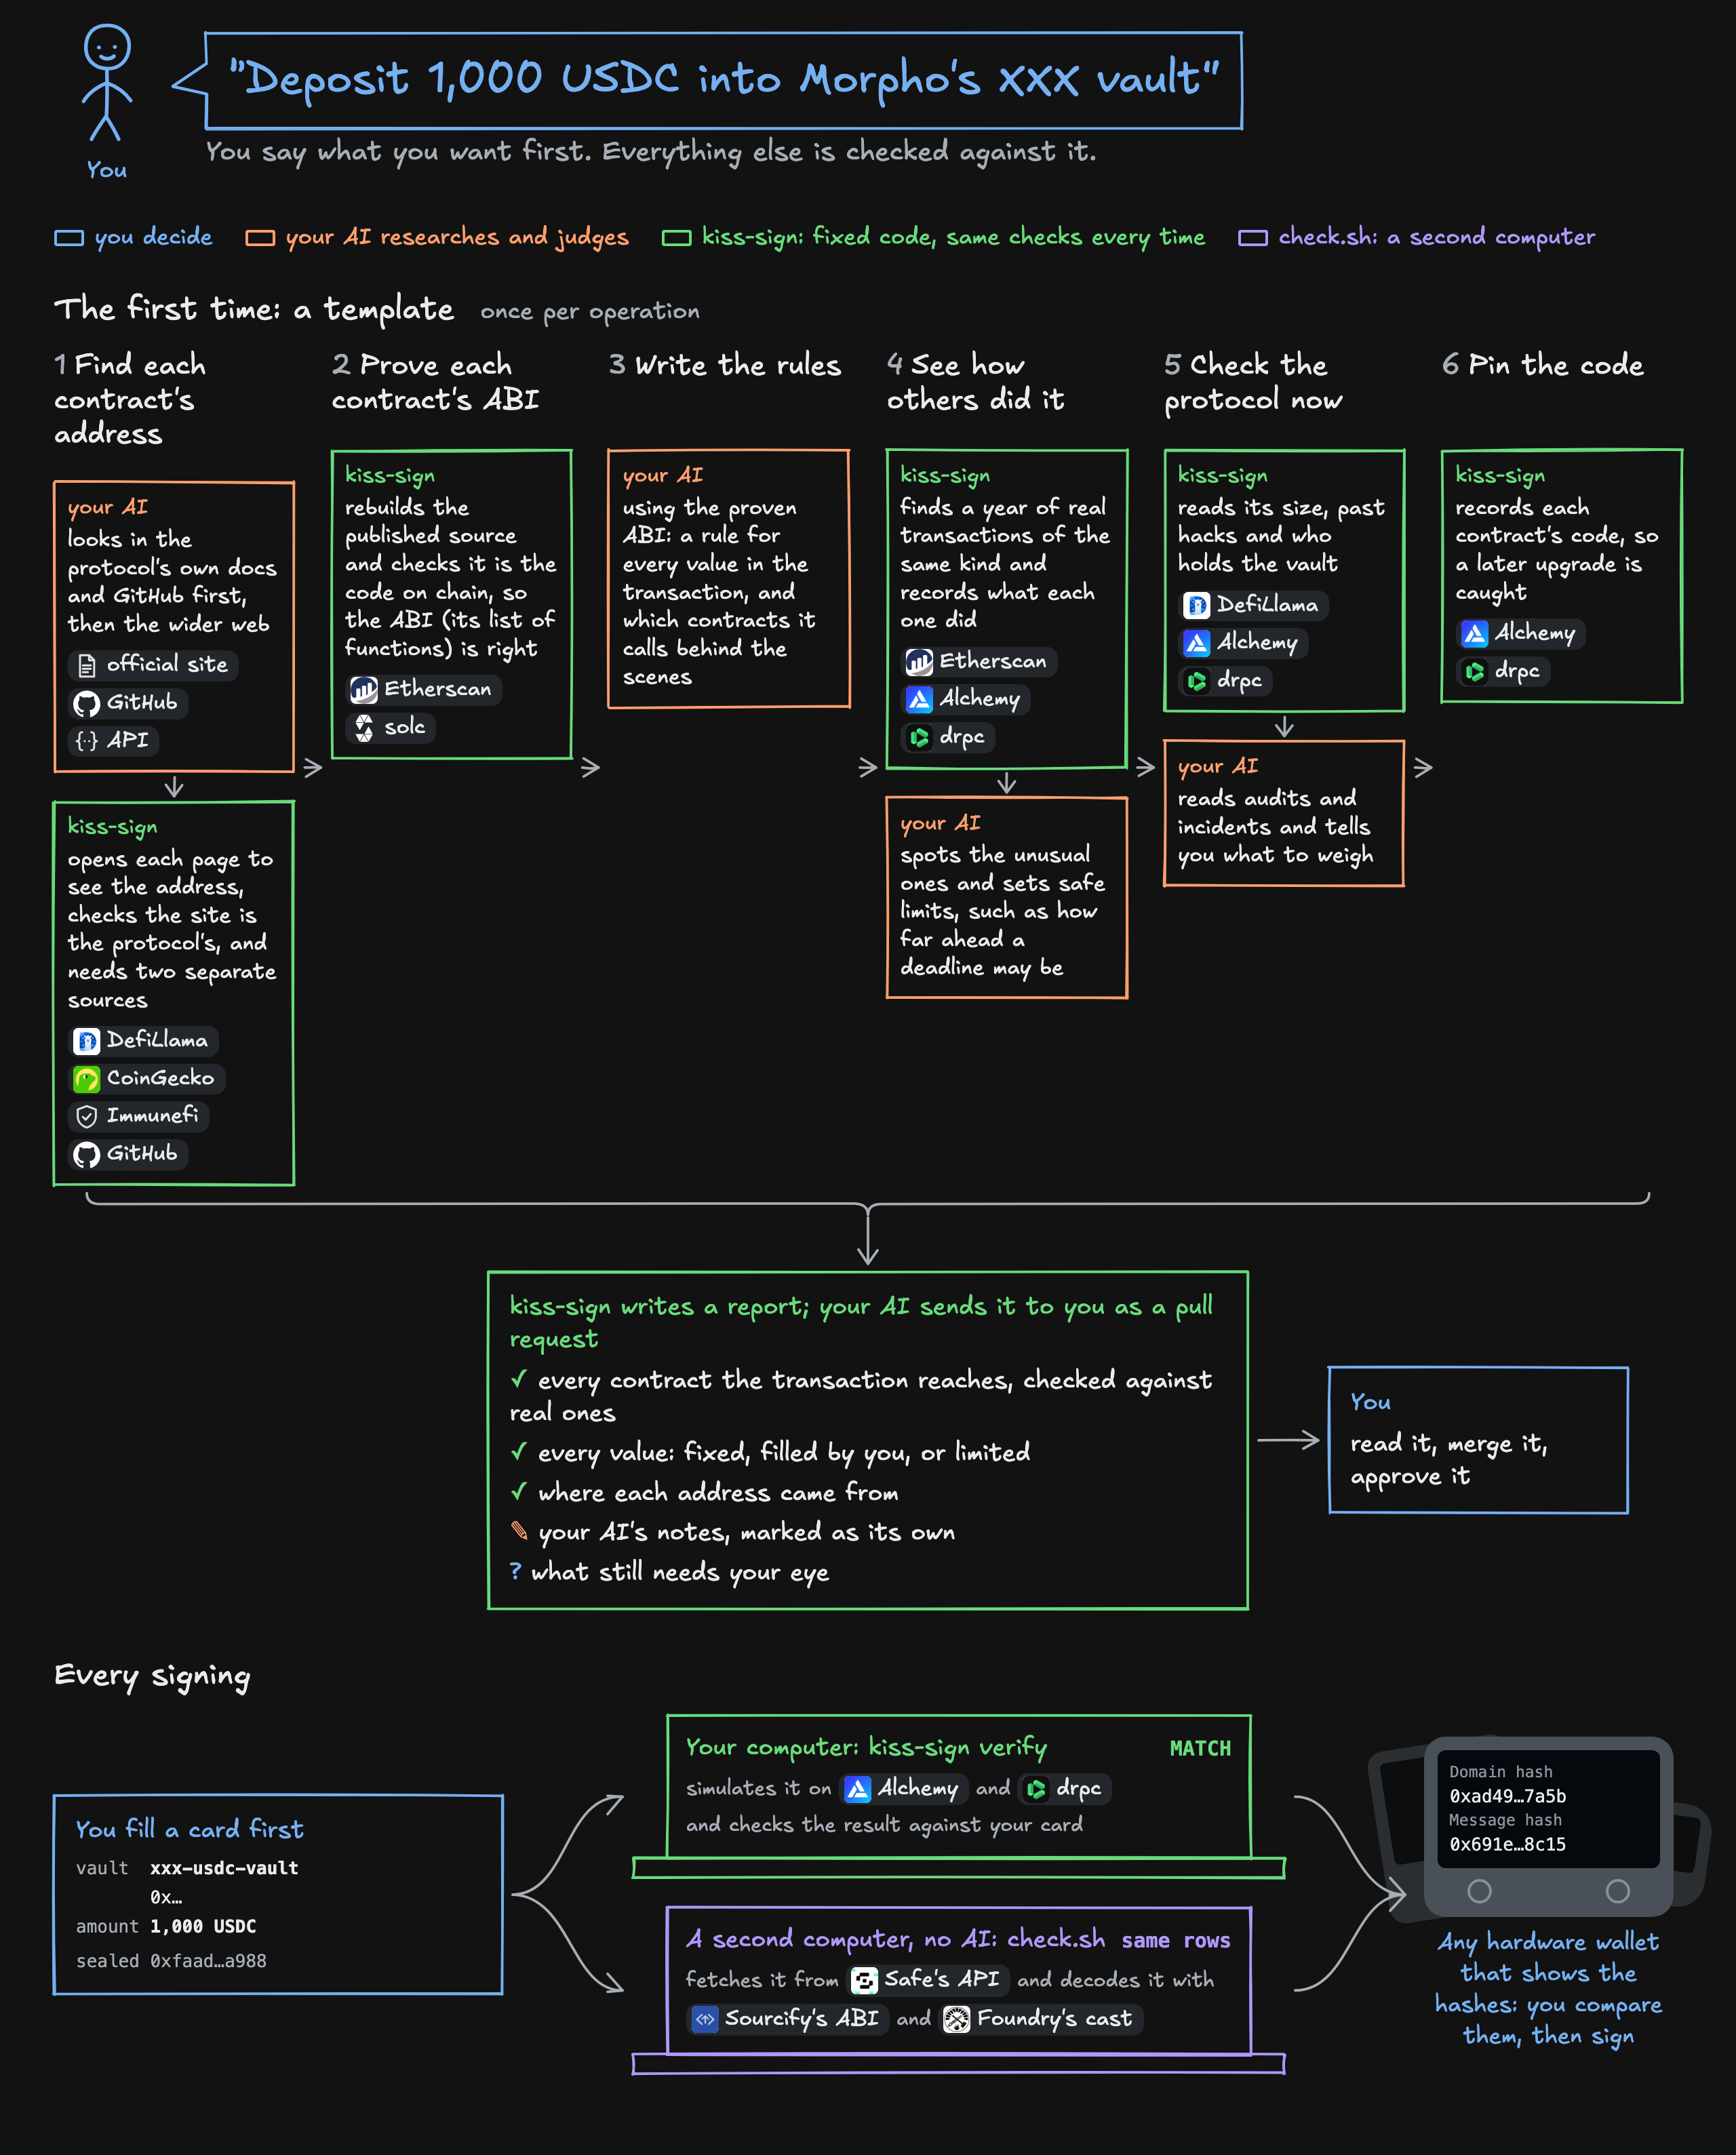 "Deposit 1,000 USDC into Morpho's XXX vault"
You
You say what you want first. Everything else is checked against it.
you decide
your AI researches and judges
kiss-sign: fixed code, same checks every time
check.sh: a second computer
The first time: a template
once per operation
1 Find each
contract's
address
your AI
looks in the
protocol's own docs
and GitHub first,
then the wider web
official site
GitHub
API
kiss-sign
opens each page to
see the address,
checks the site is
the protocol's, and
needs two separate
sources
DefiLlama
CoinGecko
Immunefi
GitHub
2 Prove each
contract's ABI
kiss-sign
rebuilds the
published source
and checks it is the
code on chain, so
the ABI (its list of
functions) is right
Etherscan
solc
3 Write the rules
your AI
using the proven
ABI: a rule for
every value in the
transaction, and
which contracts it
calls behind the
scenes
4 See how
others did it
kiss-sign
finds a year of real
transactions of the
same kind and
records what each
one did
Etherscan
Alchemy
drpc
your AI
spots the unusual
ones and sets safe
limits, such as how
far ahead a
deadline may be
5 Check the
protocol now
kiss-sign
reads its size, past
hacks and who
holds the vault
DefiLlama
Alchemy
drpc
your AI
reads audits and
incidents and tells
you what to weigh
6 Pin the code
kiss-sign
records each
contract's code, so
a later upgrade is
caught
Alchemy
drpc
kiss-sign writes a report; your AI sends it to you as a pull
request
✓ every contract the transaction reaches, checked against
real ones
✓ every value: fixed, filled by you, or limited
✓ where each address came from
✎ your AI's notes, marked as its own
? what still needs your eye
You
read it, merge it,
approve it
Every signing
You fill a card first
vault xxx-usdc-vault
0x…
amount 1,000 USDC
sealed 0xfaad…a988
Your computer: kiss-sign verify MATCH
simulates it on Alchemy and drpc
and checks the result against your card
A second computer, no AI: check.sh same rows
fetches it from Safe's API and decodes it with
Sourcify's ABI and Foundry's cast
Domain hash
0xad49…7a5b
Message hash
0x691e…8c15
Any hardware wallet
that shows the
hashes: you compare
them, then sign